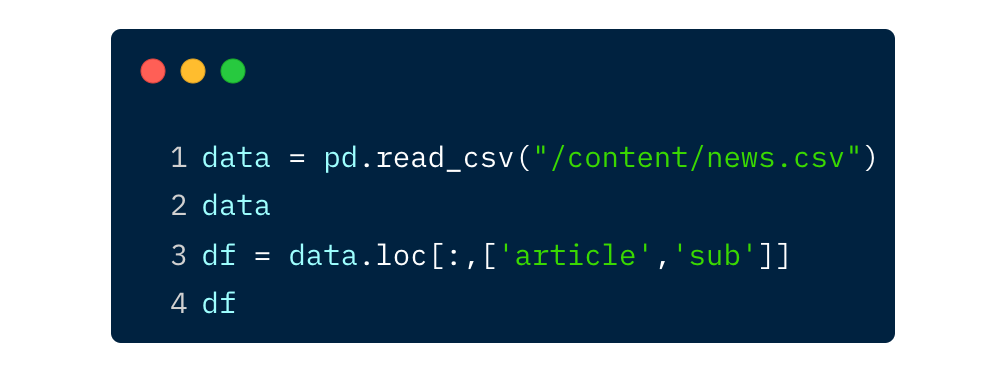 1 data = pd.read_csv("/content/news.csv")
2 data
3 df = data.loc[:,['article','sub']]
4 df